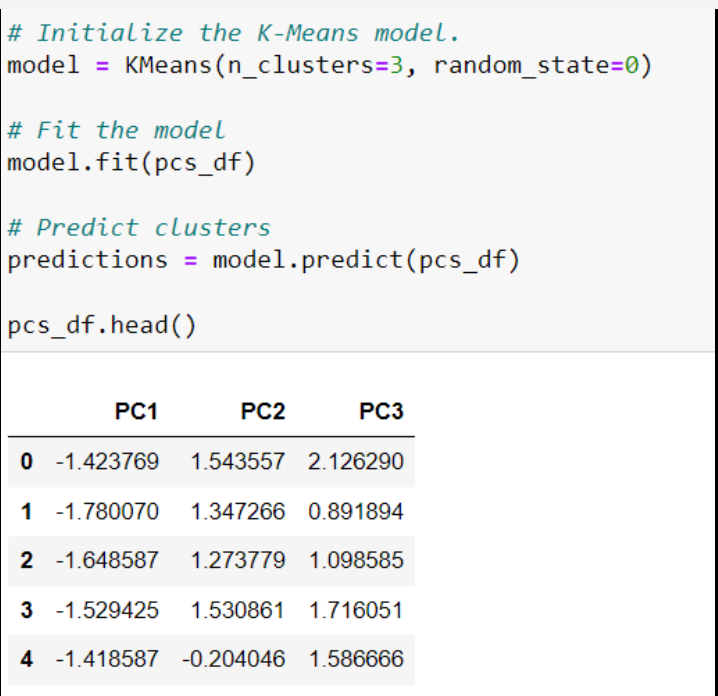 # Initialize the K-Means model.
model = KMeans(n_clusters=3, random_state=0)
# Fit the model
model.fit(pcs_df)
# Predict clusters
predictions = model.predict(pcs_df)
pcs_df.head()
PC1 PC2 PC3
0 -1.423769 1.543557 2.126290
1 -1.780070 1.347266 0.891894
2 -1.648587 1.273779 1.098585
3 -1.529425 1.530861 1.716051
4 -1.418587 -0.204046 1.586666